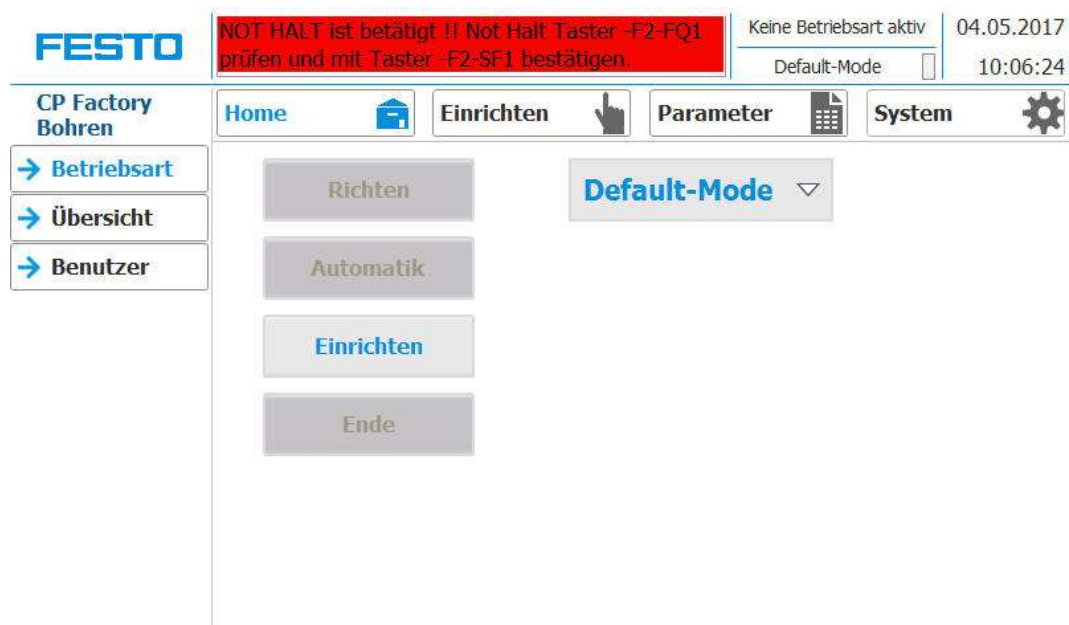 FESTO
NOT HALT ist betätigt !! Not Halt Taster -F2-FQ1
prüfen und mit Taster -F2-SF1 bestätigen.
Keine Betriebsart aktiv
Default-Mode
04.05.2017
10:06:24
CP Factory
Bohren
Home
Einrichten
Parameter
System
Betriebsart
Übersicht
Benutzer
Richten
Default-Mode
Automatik
Einrichten
Ende